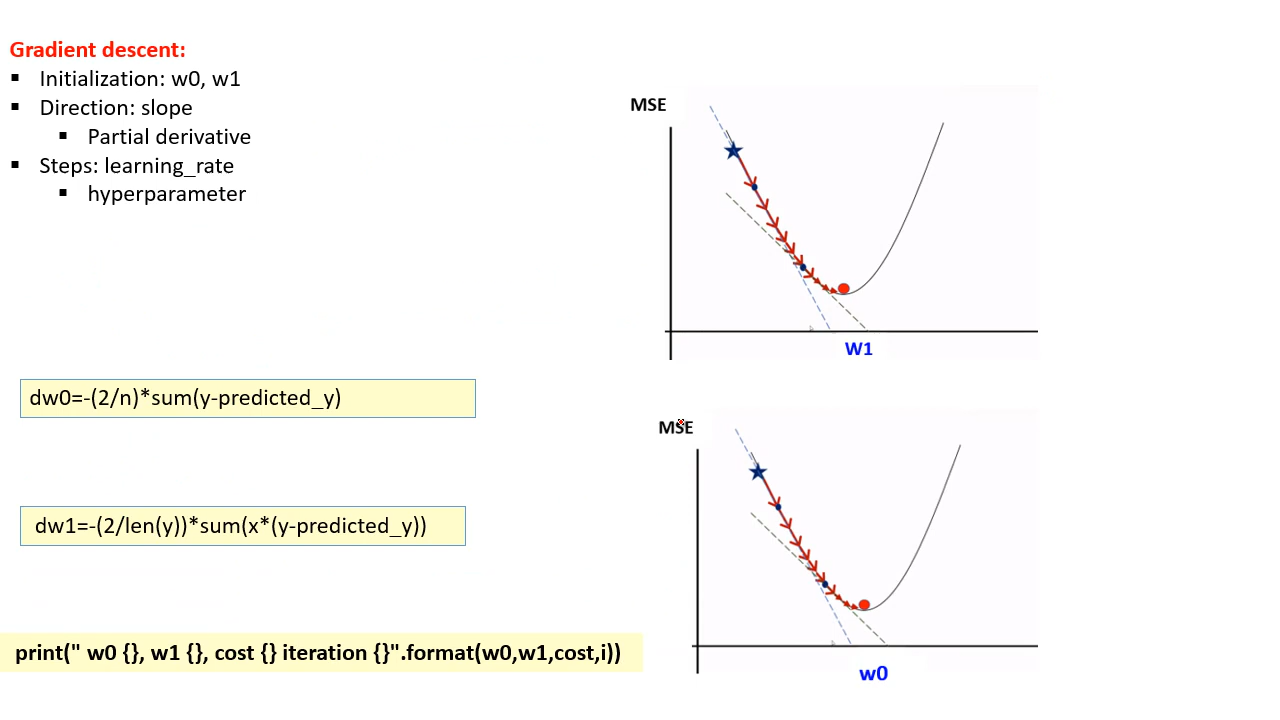 Gradient descent:
▪ Initialization: w0, w1
▪ Direction: slope
▪ Partial derivative
▪ Steps: learning_rate
▪ hyperparameter
dw0=-(2/n)*sum(y-predicted_y)
dw1=-(2/len(y))*sum(x*(y-predicted_y))
print(" w0 {}, w1 {}, cost {} iteration {}".format(w0,w1,cost,i))
MSE
W1
MSE
w0